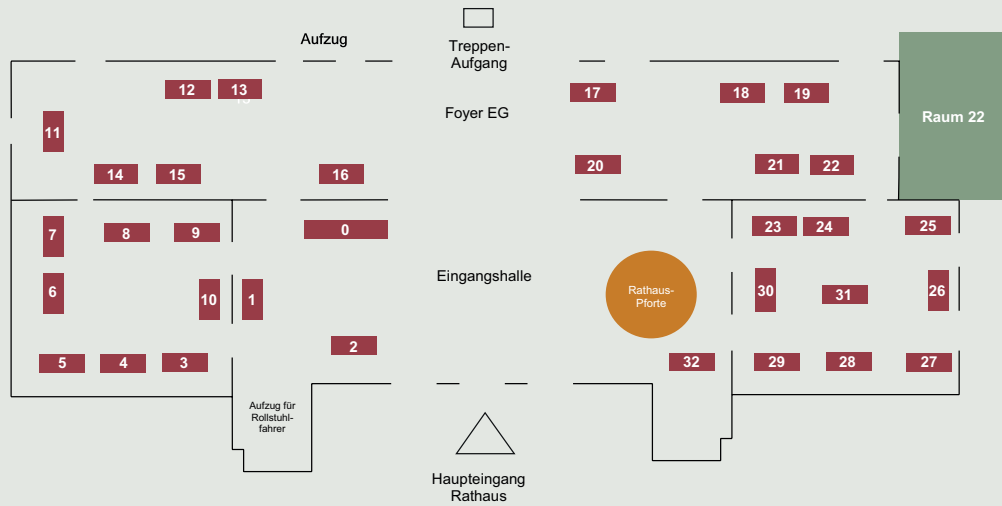 Aufzug
Treppen-
Aufgang
Foyer EG
12
13
17
18
19
Raum 22
11
14
15
16
20
21
22
7
8
9
0
23
24
25
Eingangshalle
6
10
1
Rathaus-
Pforte
30
31
26
2
5
4
3
32
29
28
27
Aufzug für
Rollstuhl-
fahrer
Haupteingang
Rathaus